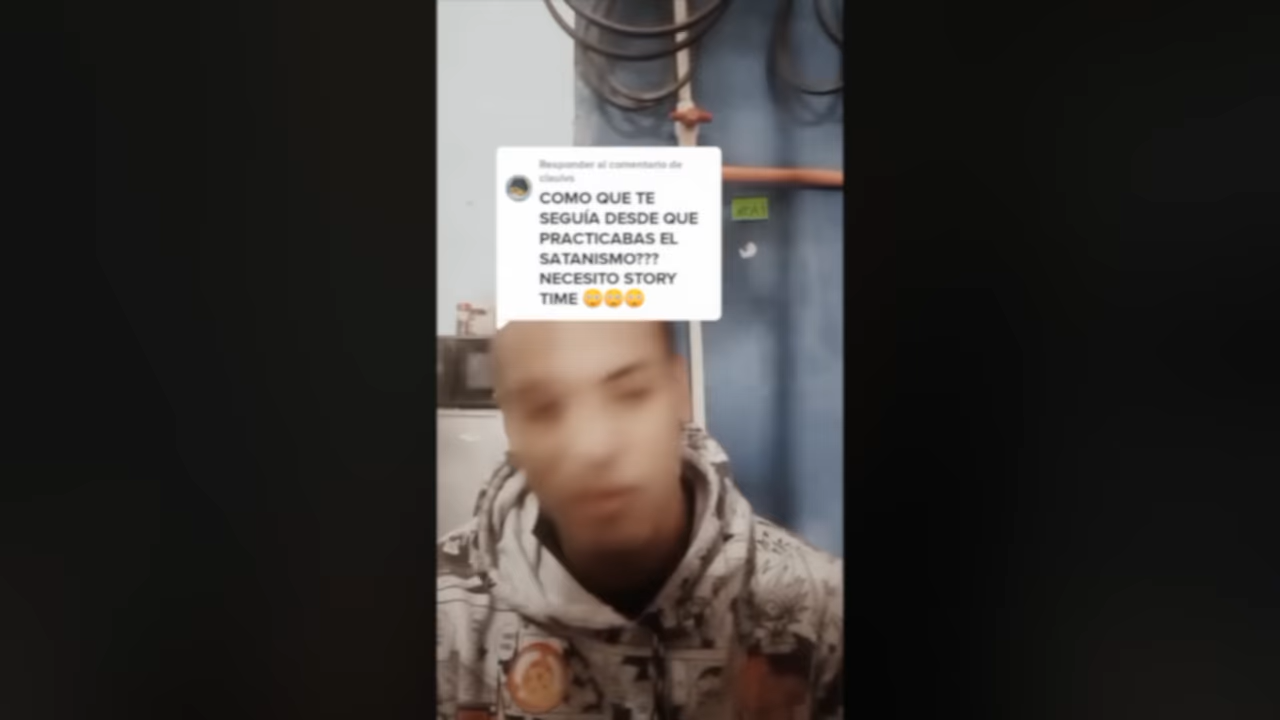 Responder al comentario de
COMO QUE TE
SEGUÍA DESDE QUE
PRACTICABAS EL
SATANISMO???
NECESITO STORY
TIME 😳😳😳